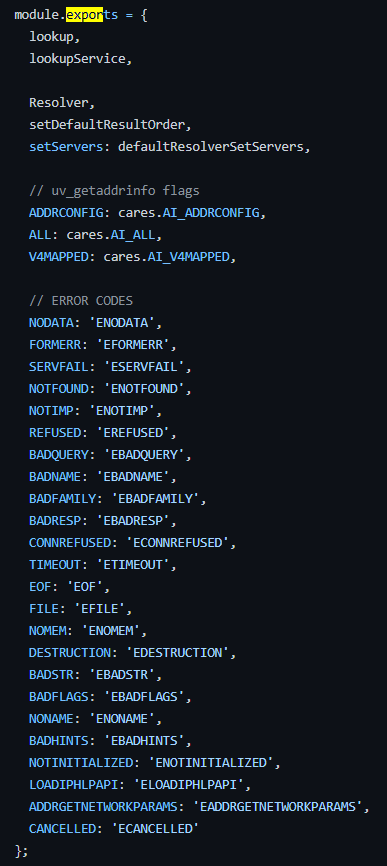 module.exports = {
  lookup,
  lookupService,

  Resolver,
  setDefaultResultOrder,
  setServers: defaultResolverSetServers,

  // uv_getaddrinfo flags
  ADDRCONFIG: cares.AI_ADDRCONFIG,
  ALL: cares.AI_ALL,
  V4MAPPED: cares.AI_V4MAPPED,

  // ERROR CODES
  NODATA: 'ENODATA',
  FORMERR: 'EFORMERR',
  SERVFAIL: 'ESERVFAIL',
  NOTFOUND: 'ENOTFOUND',
  NOTIMP: 'ENOTIMP',
  REFUSED: 'EREFUSED',
  BADQUERY: 'EBADQUERY',
  BADNAME: 'EBADNAME',
  BADFAMILY: 'EBADFAMILY',
  BADRESP: 'EBADRESP',
  CONNREFUSED: 'ECONNREFUSED',
  TIMEOUT: 'ETIMEOUT',
  EOF: 'EOF',
  FILE: 'EFILE',
  NOMEM: 'ENOMEM',
  DESTRUCTION: 'EDESTRUCTION',
  BADSTR: 'EBADSTR',
  BADFLAGS: 'EBADFLAGS',
  NONAME: 'ENONAME',
  BADHINTS: 'EBADHINTS',
  NOTINITIALIZED: 'ENOTINITIALIZED',
  LOADIPHLPAPI: 'ELOADIPHLPAPI',
  ADDRGETNETWORKPARAMS: 'EADDRGETNETWORKPARAMS',
  CANCELLED: 'ECANCELLED'
};